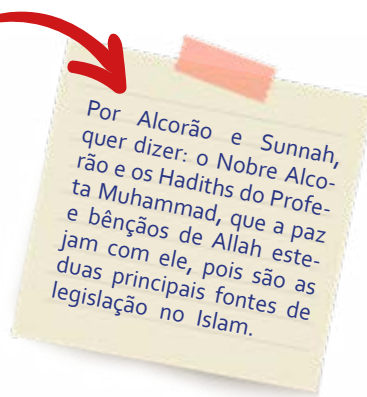 Por Alcorão e Sunnah,
quer dizer: o Nobre Alco-
rão e os Hadiths do Profe-
ta Muhammad, que a paz
e bênçãos de Allah este-
jam com ele, pois são as
duas principais fontes de
legislação no Islam.